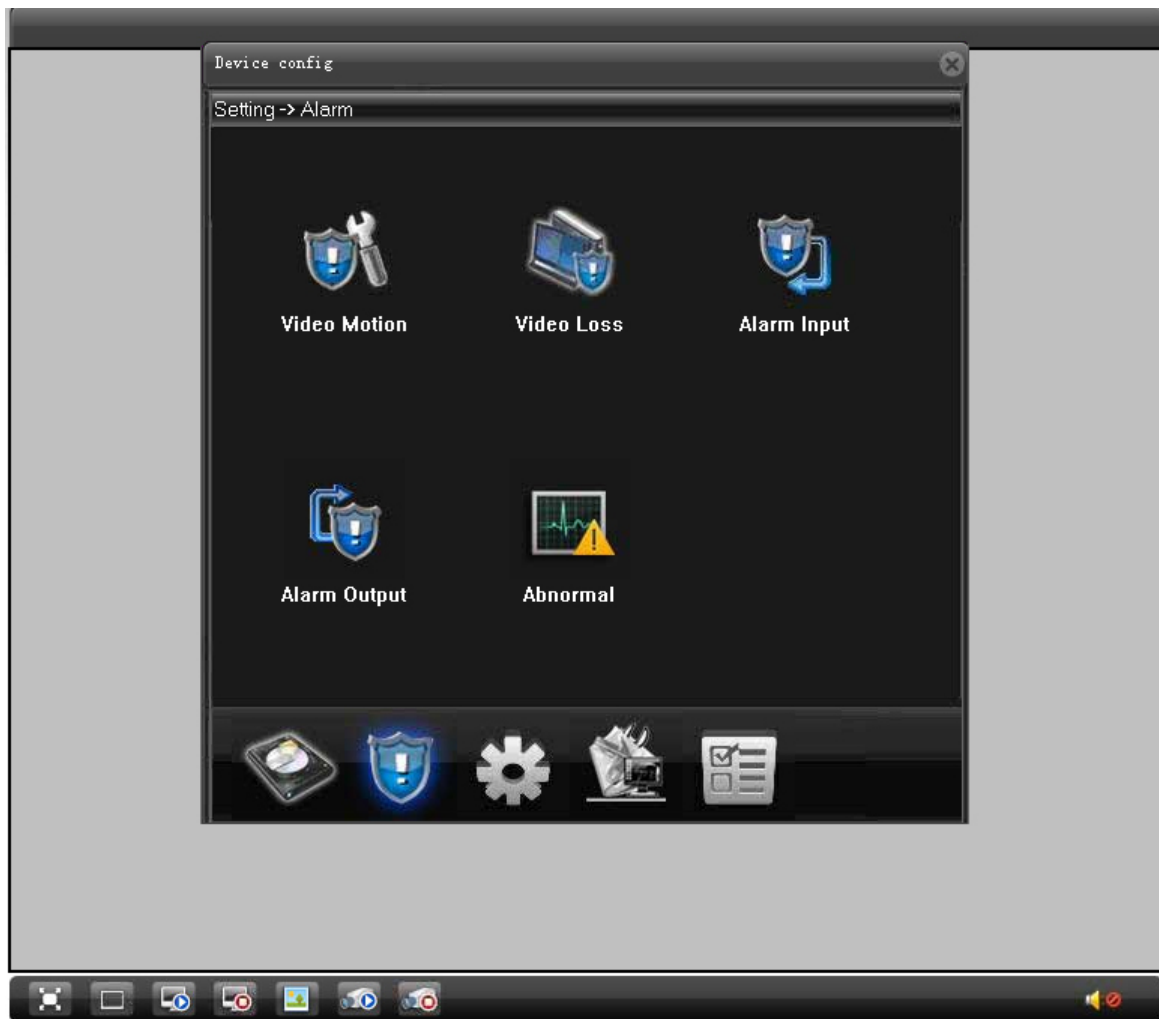 Device config
Setting -> Alarm
Video Motion
Video Loss
Alarm Input
Alarm Output
Abnormal